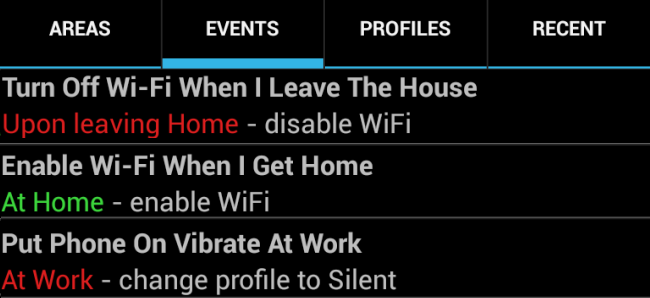 AREAS EVENTS PROFILES RECENT
Turn Off Wi-Fi When I Leave The House
Upon leaving Home - disable WiFi
Enable Wi-Fi When I Get Home
At Home - enable WiFi
Put Phone On Vibrate At Work
At Work - change profile to Silent